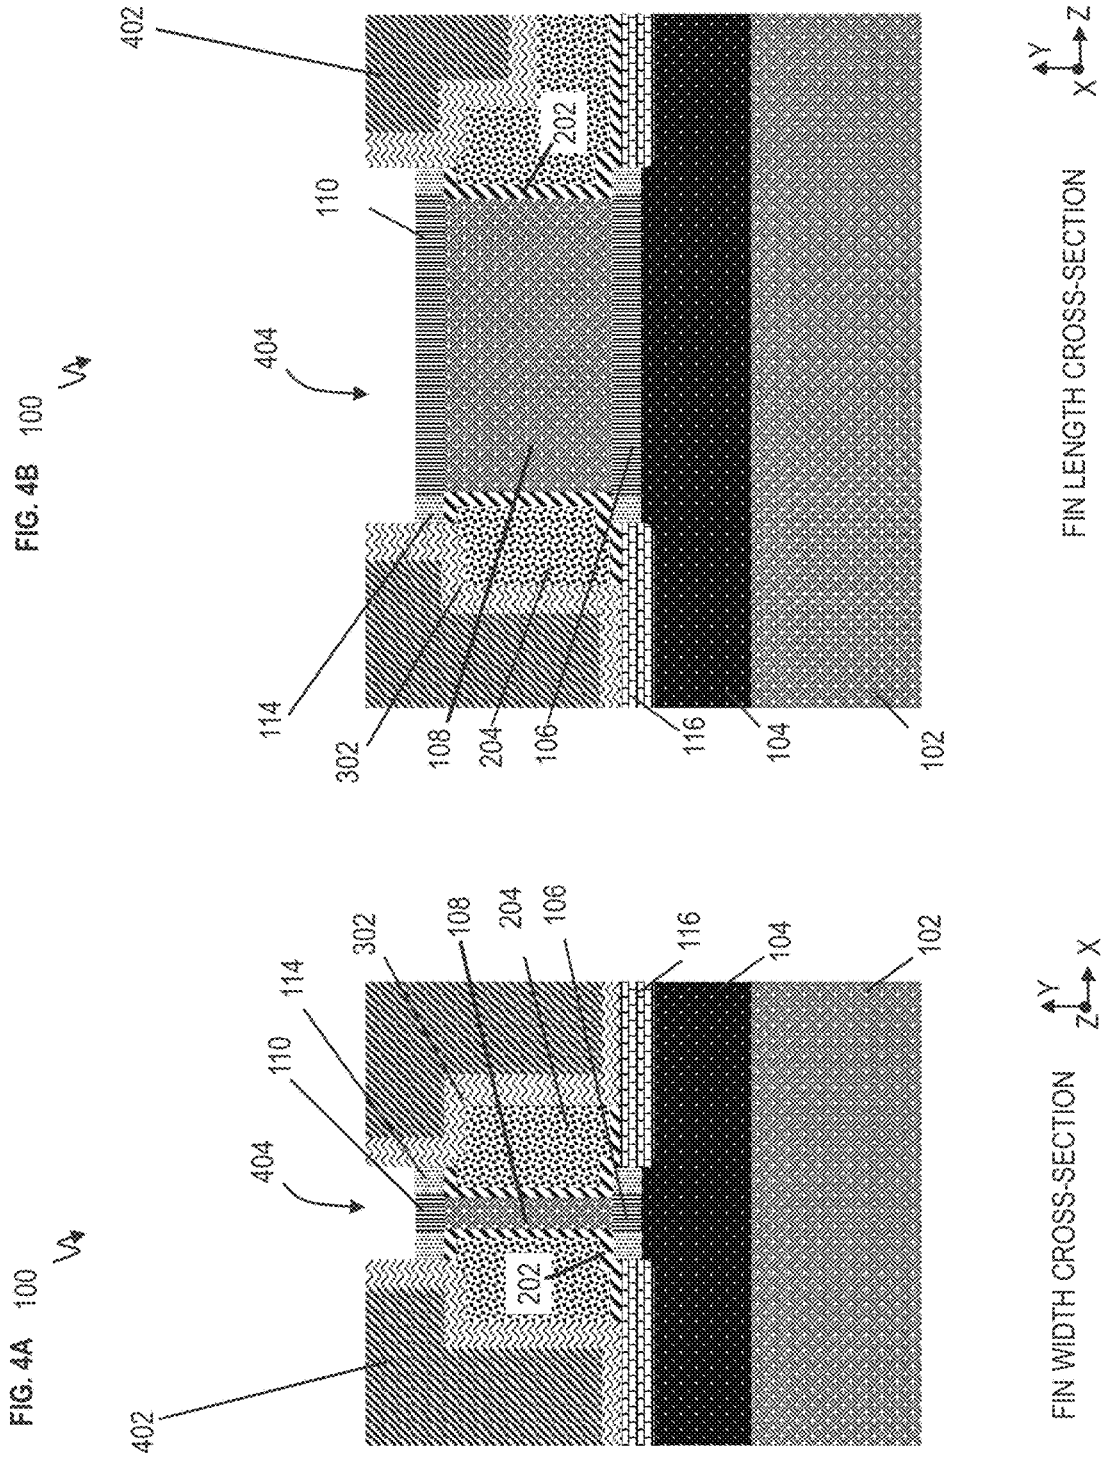 FIG. 4A
100
402
404
110
114
302
108
204
106
202
116
104
102
Y
Z
X
FIN WIDTH CROSS-SECTION
FIG. 4B
100
402
404
110
114
302
108
204
106
202
116
104
102
Y
X
Z
FIN LENGTH CROSS-SECTION